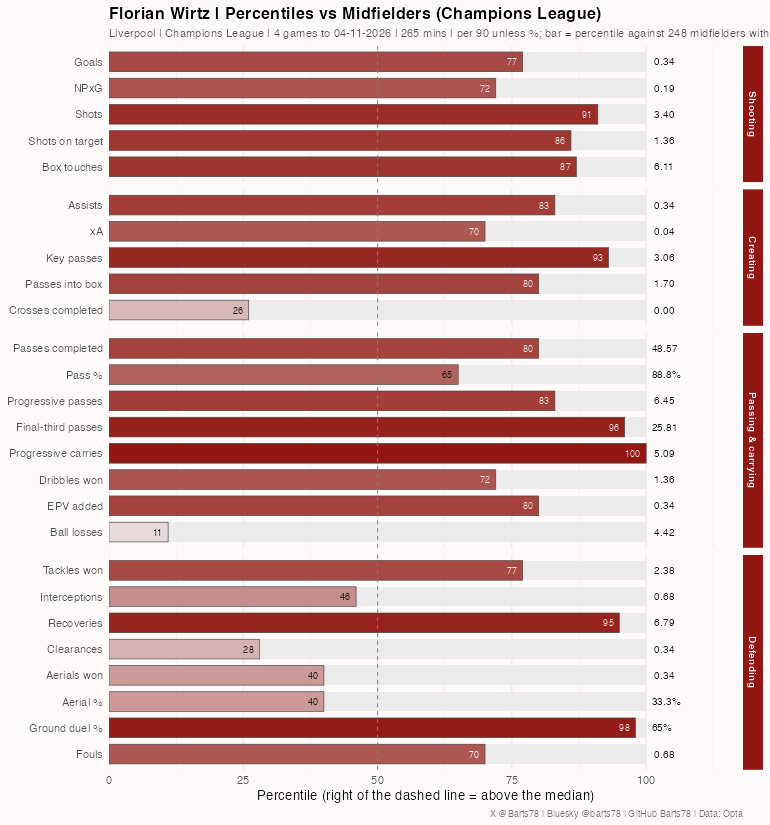 Florian Wirtz | Percentiles vs Midfielders (Champions League)
Liverpool | Champions League | 4 games to 04-11-2026 | 265 mins | per 90 unless %; bar = percentile against 248 midfielders with
Goals 77 0.34
NPxG 72 0.19
Shots 91 3.40
Shots on target 86 1.36
Box touches 87 6.11
Shooting
Assists 83 0.34
xA 70 0.04
Key passes 93 3.06
Passes into box 80 1.70
Crosses completed 26 0.00
Creating
Passes completed 80 48.57
Pass % 65 88.8%
Progressive passes 83 6.45
Final-third passes 96 25.81
Progressive carries 100 5.09
Dribbles won 72 1.36
EPV added 80 0.34
Ball losses 11 4.42
Passing & carrying
Tackles won 77 2.38
Interceptions 46 0.68
Recoveries 95 6.79
Clearances 28 0.34
Aerials won 40 0.34
Aerial % 40 33.3%
Ground duel % 98 65%
Fouls 70 0.68
Defending
0 25 50 75 100
Percentile (right of the dashed line = above the median)
X @Barts78 | Bluesky @barts78 | GitHub Barts78 | Data: Opta